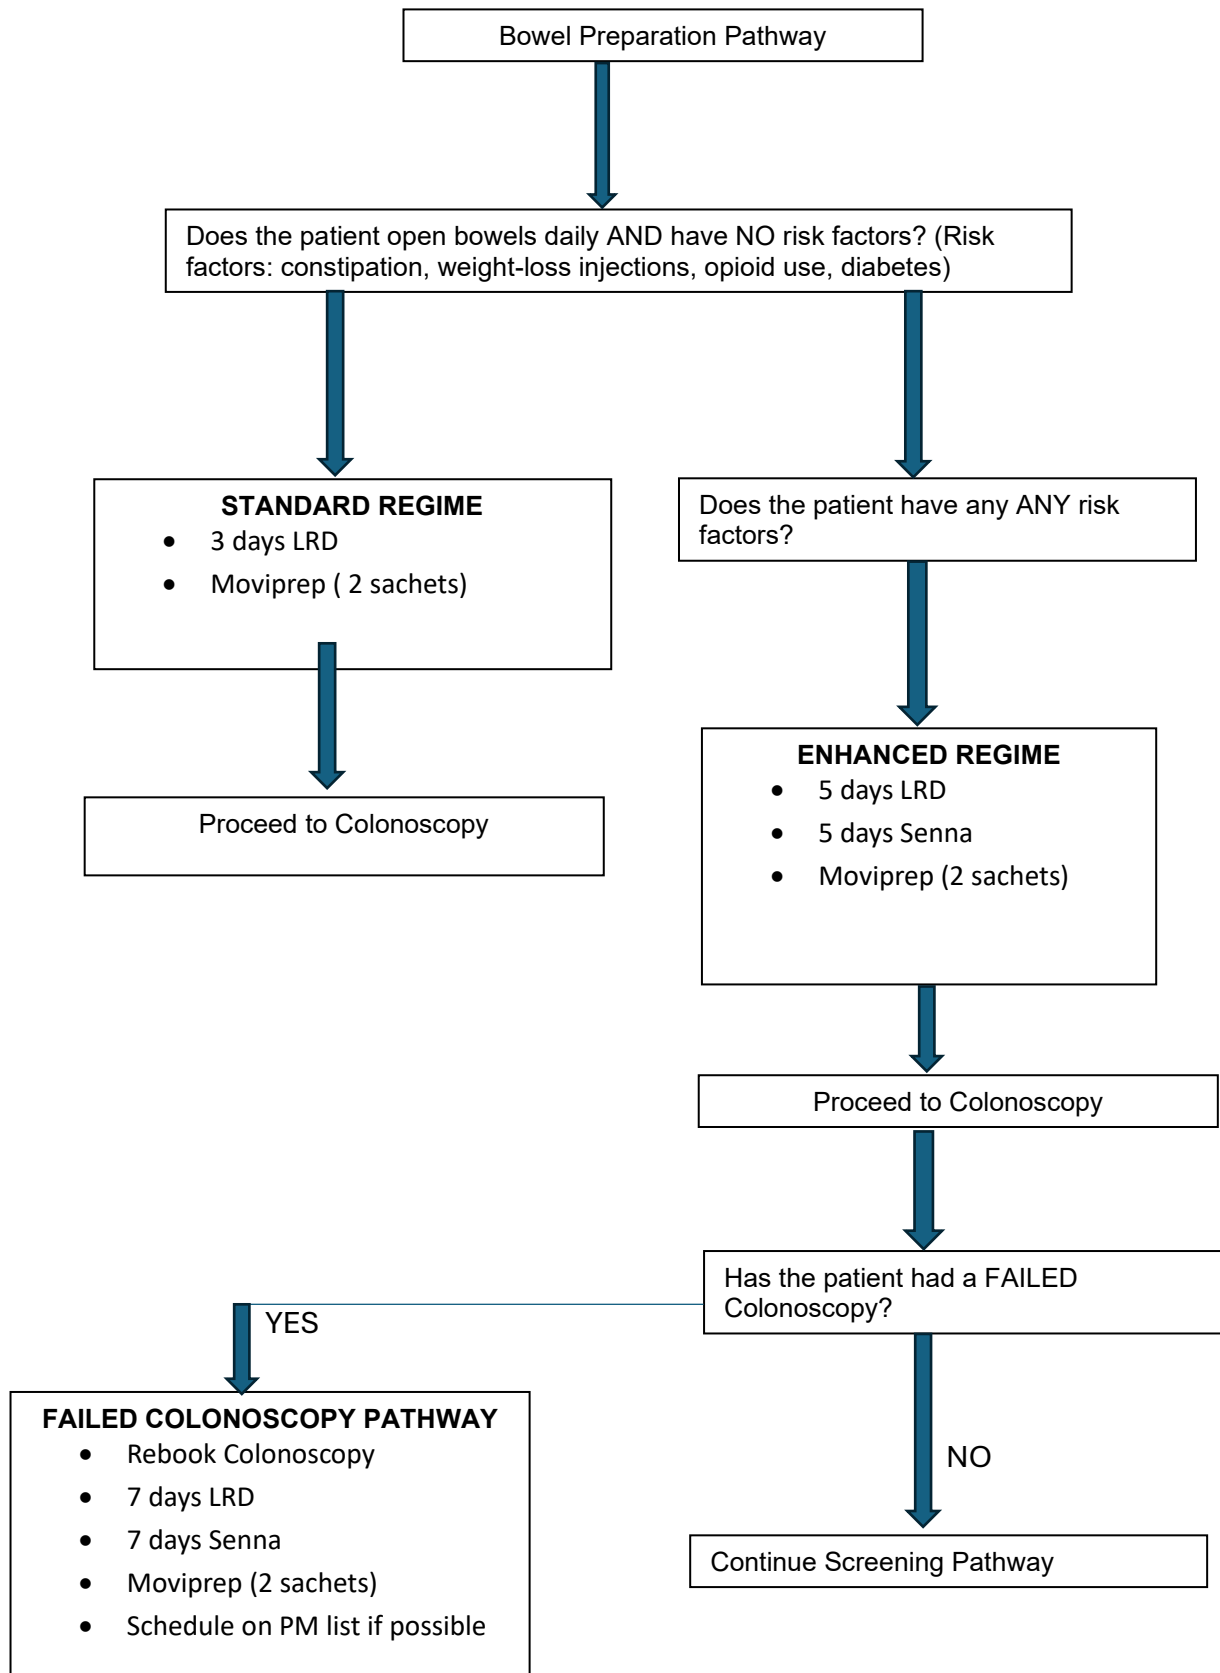 Bowel Preparation Pathway
Does the patient open bowels daily AND have NO risk factors? (Risk
factors: constipation, weight-loss injections, opioid use, diabetes)
STANDARD REGIME
• 3 days LRD
• Moviprep ( 2 sachets)
Proceed to Colonoscopy
Does the patient have any ANY risk
factors?
ENHANCED REGIME
• 5 days LRD
• 5 days Senna
• Moviprep (2 sachets)
Proceed to Colonoscopy
Has the patient had a FAILED
Colonoscopy?
YES
FAILED COLONOSCOPY PATHWAY
• Rebook Colonoscopy
• 7 days LRD
• 7 days Senna
• Moviprep (2 sachets)
• Schedule on PM list if possible
NO
Continue Screening Pathway